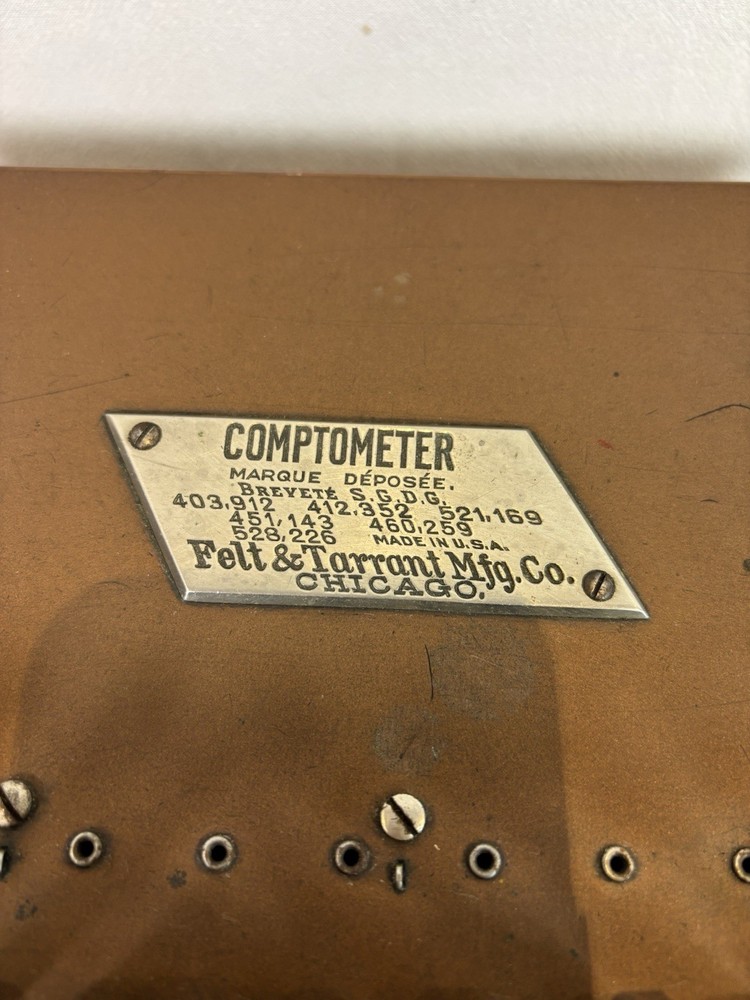 COMPTOMETER
MARQUE DÉPOSÉE.
BREVETÉ S.G.D.G.
403,912 412,352 521,169
451,143 460,259
528,226 MADE IN U.S.A.
Felt & Tarrant Mfg. Co.
CHICAGO.